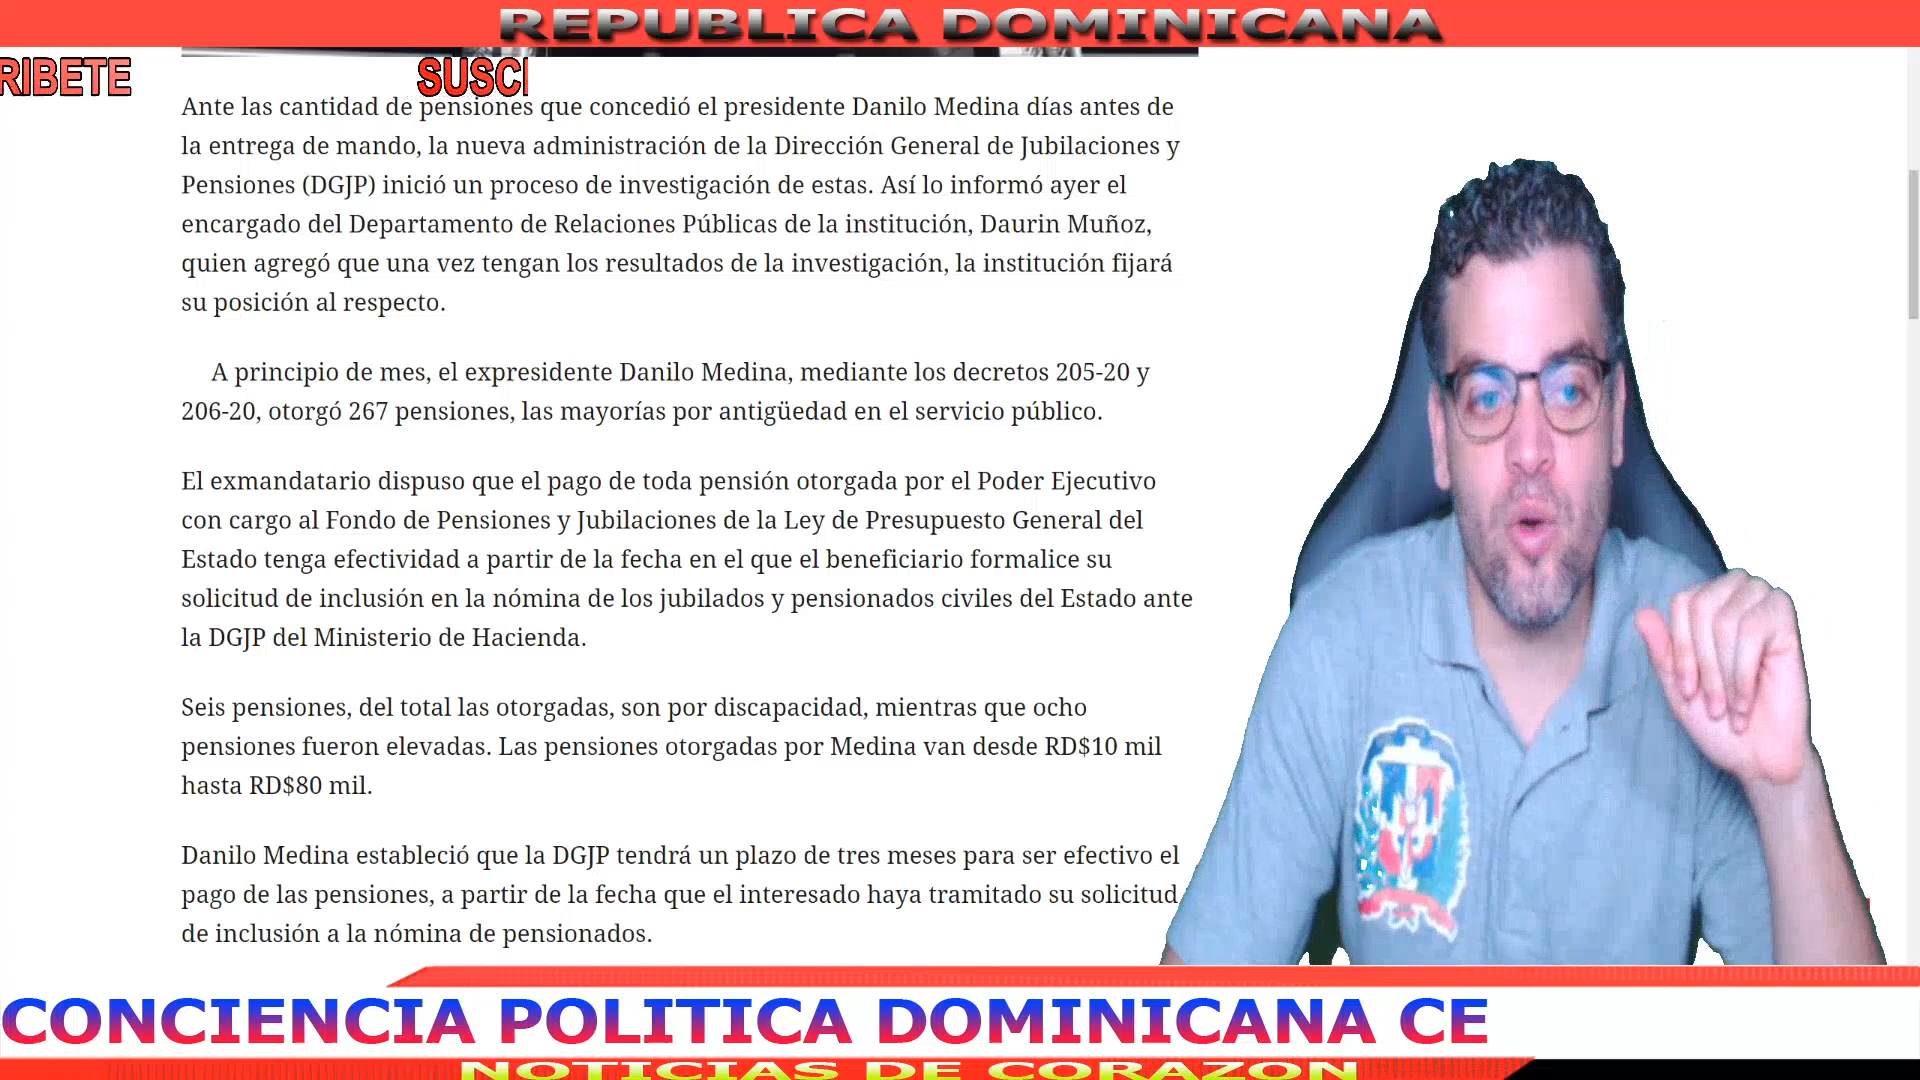 REPUBLICA DOMINICANA
RIBETE SUSCI
Ante las cantidad de pensiones que concedió el presidente Danilo Medina días antes de
la entrega de mando, la nueva administración de la Dirección General de Jubilaciones y
Pensiones (DGJP) inició un proceso de investigación de estas. Así lo informó ayer el
encargado del Departamento de Relaciones Públicas de la institución, Daurin Muñoz,
quien agregó que una vez tengan los resultados de la investigación, la institución fijará
su posición al respecto.
A principio de mes, el expresidente Danilo Medina, mediante los decretos 205-20 y
206-20, otorgó 267 pensiones, las mayorías por antigüedad en el servicio público.
El exmandatario dispuso que el pago de toda pensión otorgada por el Poder Ejecutivo
con cargo al Fondo de Pensiones y Jubilaciones de la Ley de Presupuesto General del
Estado tenga efectividad a partir de la fecha en el que el beneficiario formalice su
solicitud de inclusión en la nómina de los jubilados y pensionados civiles del Estado ante
la DGJP del Ministerio de Hacienda.
Seis pensiones, del total las otorgadas, son por discapacidad, mientras que ocho
pensiones fueron elevadas. Las pensiones otorgadas por Medina van desde RD$10 mil
hasta RD$80 mil.
Danilo Medina estableció que la DGJP tendrá un plazo de tres meses para ser efectivo el
pago de las pensiones, a partir de la fecha que el interesado haya tramitado su solicitud
de inclusión a la nómina de pensionados.
CONCIENCIA POLITICA DOMINICANA CE
NOTICIAS DE CORAZON